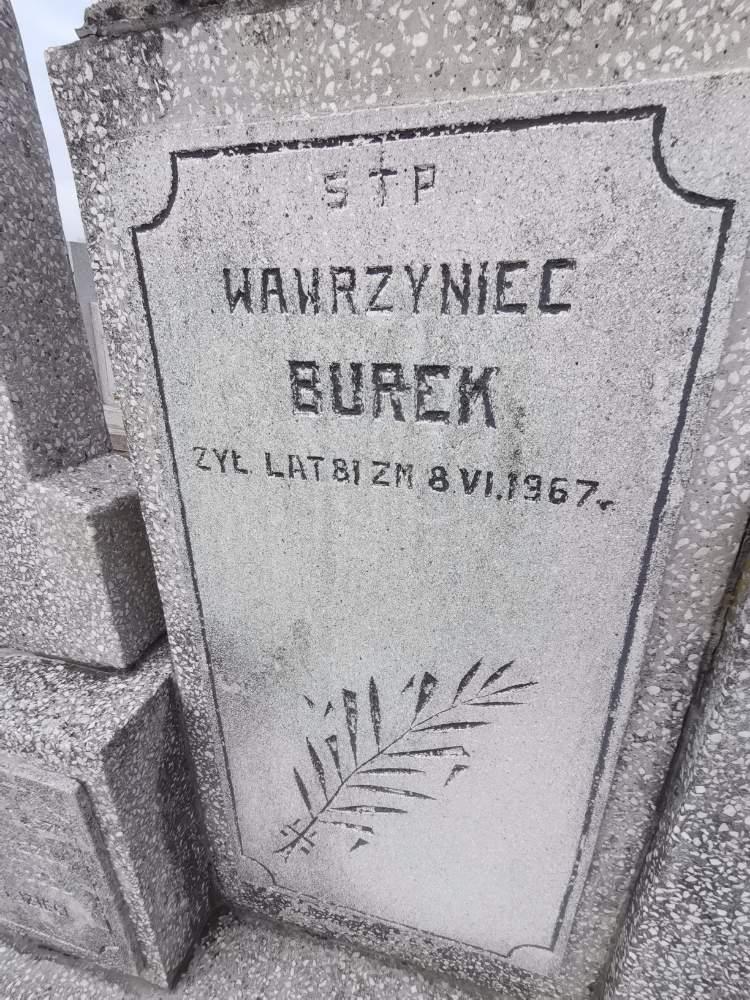 S † P
WAWRZYNIEC
BUREK
ŻYŁ LAT 81 ZM 8.VI.1967.r